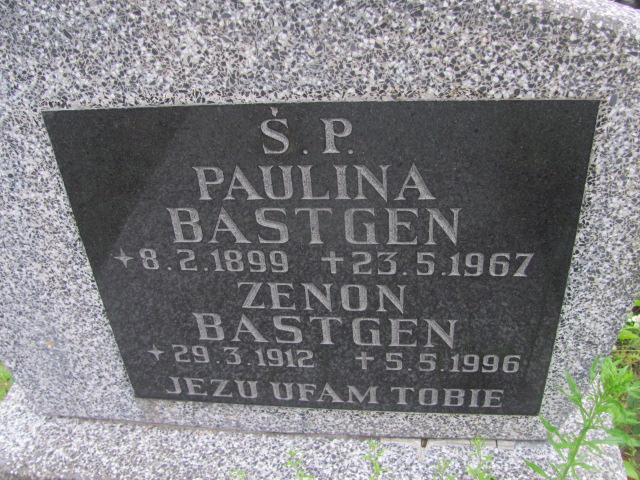 Ś.P.
PAULINA
BASTGEN
*8.2.1899 +23.5.1967
ZENON
BASTGEN
*29.3.1912 +5.5.1996
JEZU UFAM TOBIE